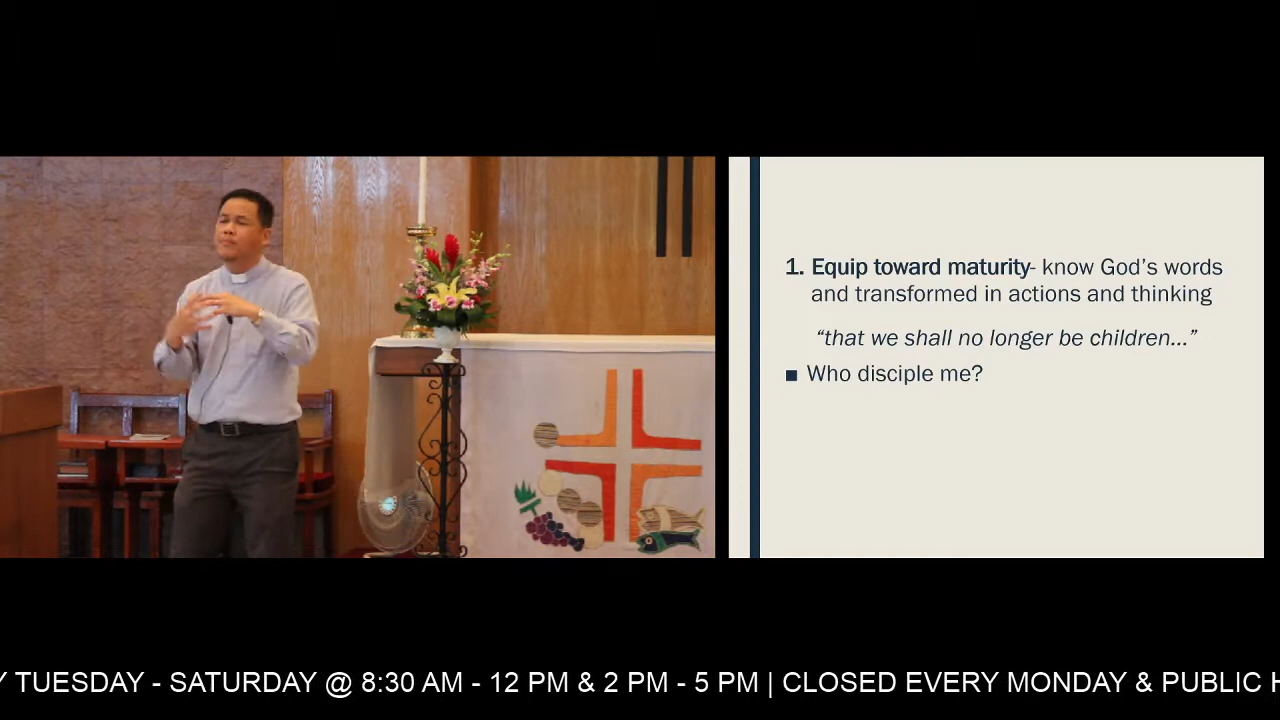 1. Equip toward maturity- know God's words
and transformed in actions and thinking
“that we shall no longer be children...”
■ Who disciple me?
TUESDAY - SATURDAY @ 8:30 AM - 12 PM & 2 PM - 5 PM | CLOSED EVERY MONDAY & PUBLIC